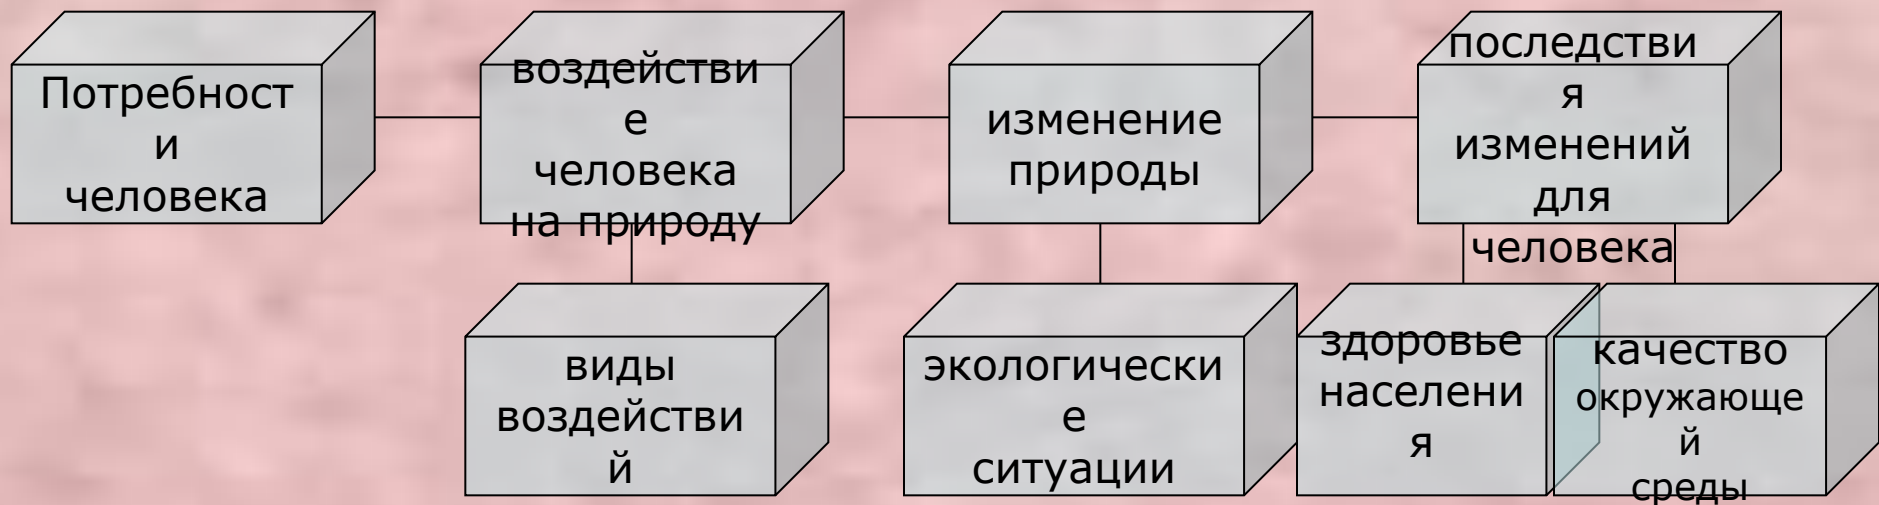 Потребност
и
человека
воздействи
е
человека
на природу
изменение
природы
последстви
я
изменений
для
человека
виды
воздействи
й
экологически
е
ситуации
здоровье
населени
я
качество
окружающе
й
среды